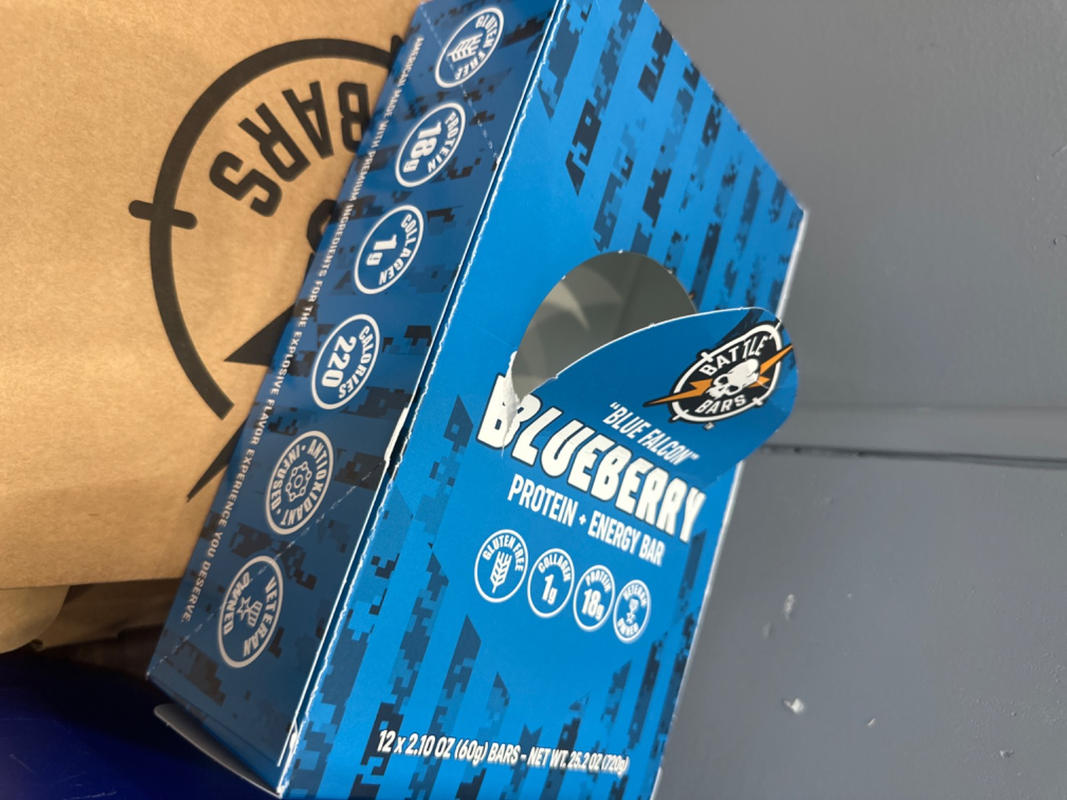 BARS
GLUTEN FREE
PROTEIN
18g
COLLAGEN
1g
CALORIES
220
ANTIOXIDANT
INFUSED
VETERAN
OWNED
AMERICAN MADE WITH PREMIUM INGREDIENTS FOR THE EXPLOSIVE FLAVOR EXPERIENCE YOU DESERVE.
BATTLE
BARS
"BLUE FALCON"
BLUEBERRY
PROTEIN + ENERGY BAR
GLUTEN FREE
COLLAGEN
1g
PROTEIN
18g
VETERAN
OWNED
12 x 2.10 OZ (60g) BARS - NET WT. 25.2 OZ (720g)